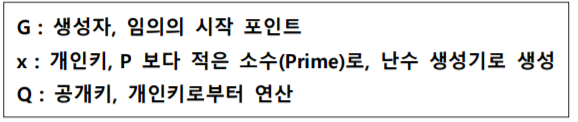 G : 생성자, 임의의 시작 포인트
x : 개인키, P 보다 적은 소수(Prime)로, 난수 생성기로 생성
Q : 공개키, 개인키로부터 연산